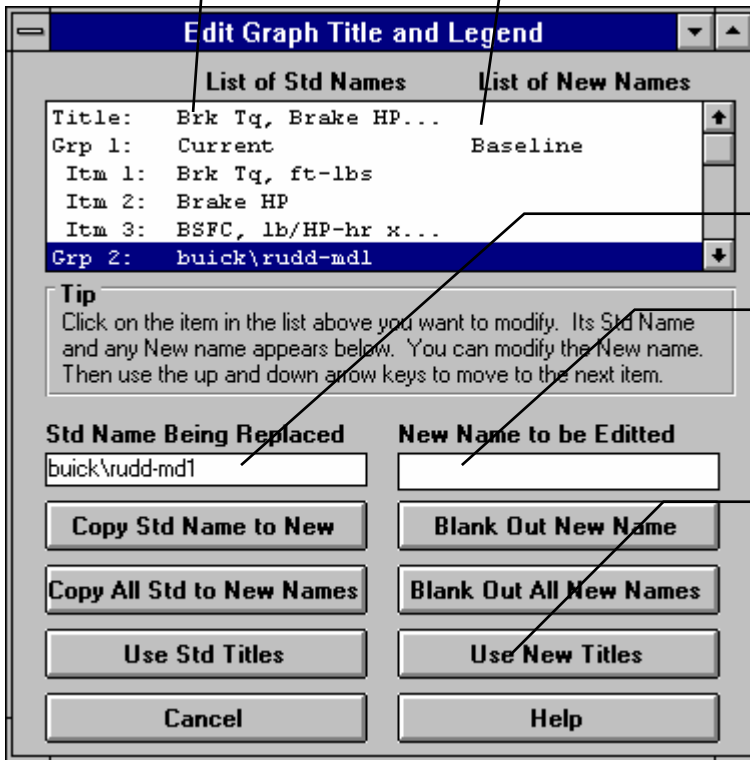 Edit Graph Title and Legend
List of Std Names List of New Names
Title: Brk Tq, Brake HP...
Grp 1: Current Baseline
Itm 1: Brk Tq, ft-lbs
Itm 2: Brake HP
Itm 3: BSFC, lb/HP-hr x...
Grp 2: buick\rudd-md1
Tip
Click on the item in the list above you want to modify. Its Std Name
and any New name appears below. You can modify the New name.
Then use the up and down arrow keys to move to the next item.
Std Name Being Replaced New Name to be Editted
buick\rudd-md1
Copy Std Name to New Blank Out New Name
Copy All Std to New Names Blank Out All New Names
Use Std Titles Use New Titles
Cancel Help